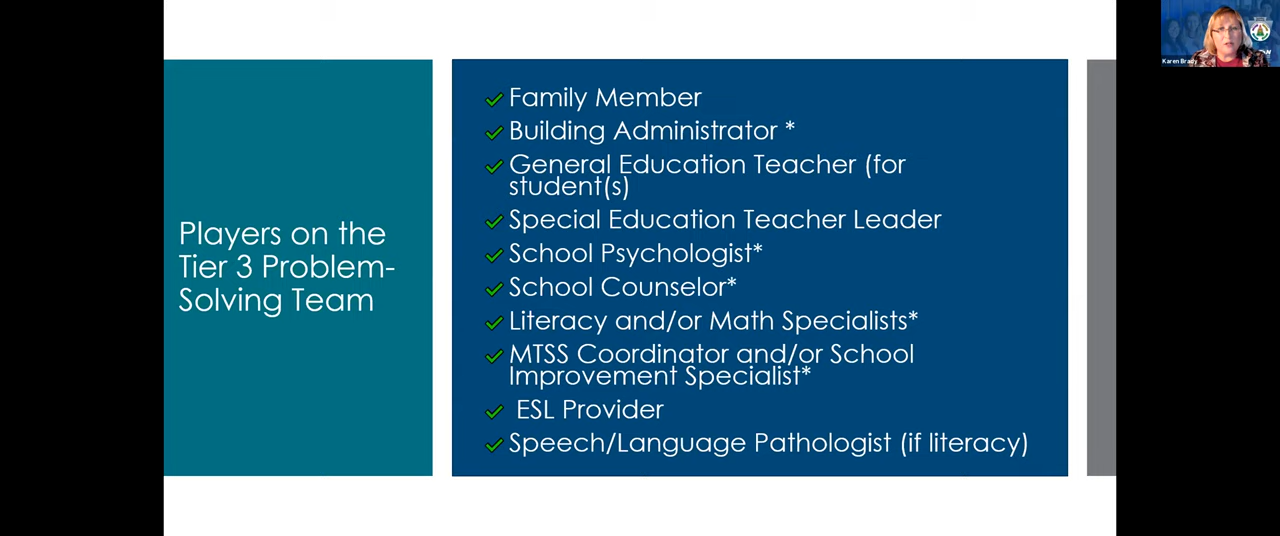 Players on the
Tier 3 Problem-
Solving Team
Family Member
Building Administrator *
General Education Teacher (for
student(s)
Special Education Teacher Leader
School Psychologist*
School Counselor*
Literacy and/or Math Specialists*
MTSS Coordinator and/or School
Improvement Specialist*
ESL Provider
Speech/Language Pathologist (if literacy)
Karen Brady